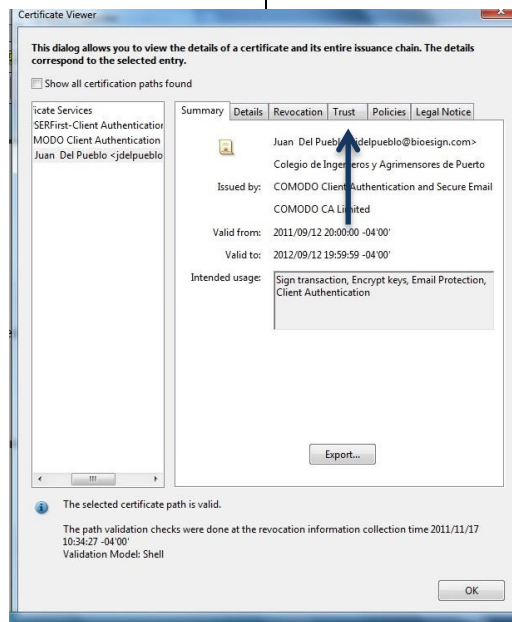 Certificate Viewer
This dialog allows you to view the details of a certificate and its entire issuance chain. The details
correspond to the selected entry.
Show all certification paths found
icate Services
SERFirst-Client Authentication
MODO Client Authentication
Juan Del Pueblo <jdelpueblo
Summary Details Revocation Trust Policies Legal Notice
Juan Del Pueblo <jdelpueblo@bioesign.com>
Colegio de Ingenieros y Agrimensores de Puerto
Issued by: COMODO Client Authentication and Secure Email
COMODO CA Limited
Valid from: 2011/09/12 20:00:00 -04'00'
Valid to: 2012/09/12 19:59:59 -04'00'
Intended usage: Sign transaction, Encrypt keys, Email Protection,
Client Authentication
Export...
The selected certificate path is valid.
The path validation checks were done at the revocation information collection time 2011/11/17
10:34:27 -04'00'
Validation Model: Shell
OK